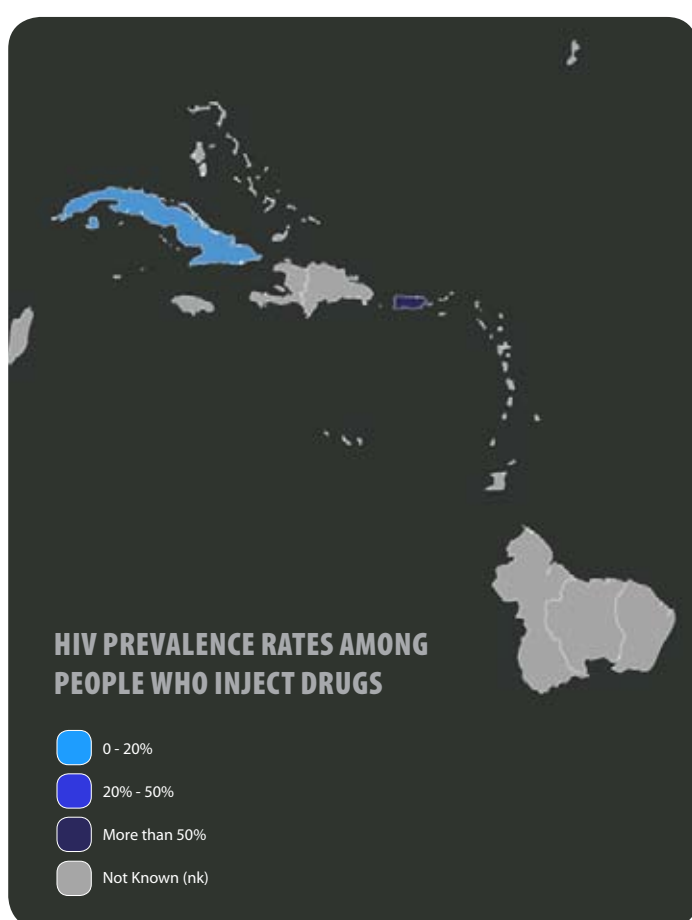 HIV PREVALENCE RATES AMONG
PEOPLE WHO INJECT DRUGS
0 - 20%
20% - 50%
More than 50%
Not Known (nk)